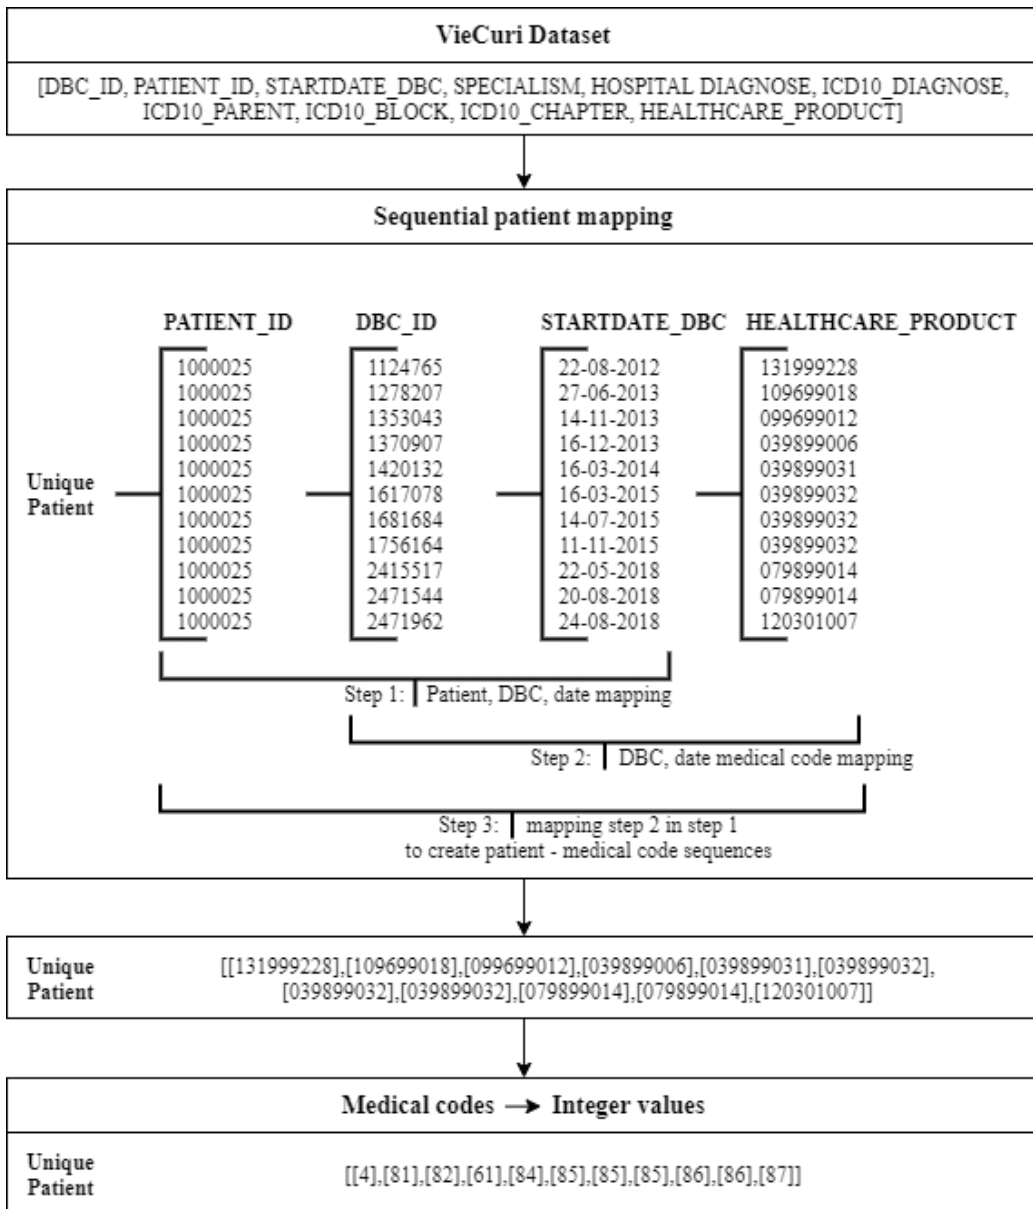 VieCuri Dataset
[DBC_ID, PATIENT_ID, STARTDATE_DBC, SPECIALISM, HOSPITAL DIAGNOSE, ICD10_DIAGNOSE,
ICD10_PARENT, ICD10_BLOCK, ICD10_CHAPTER, HEALTHCARE_PRODUCT]
Sequential patient mapping
PATIENT_ID DBC_ID STARTDATE_DBC HEALTHCARE_PRODUCT
1000025 1124765 22-08-2012 131999228
1000025 1278207 27-06-2013 109699018
1000025 1353043 14-11-2013 099699012
1000025 1370907 16-12-2013 039899006
1000025 1420132 16-03-2014 039899031
Unique
Patient
1000025 1617078 16-03-2015 039899032
1000025 1681684 14-07-2015 039899032
1000025 1756164 11-11-2015 039899032
1000025 2415517 22-05-2018 079899014
1000025 2471544 20-08-2018 079899014
1000025 2471962 24-08-2018 120301007
Step 1: Patient, DBC, date mapping
Step 2: DBC, date medical code mapping
Step 3: mapping step 2 in step 1
to create patient - medical code sequences
Unique
Patient
[[131999228],[109699018],[099699012],[039899006],[039899031],[039899032],
[039899032],[039899032],[079899014],[079899014],[120301007]]
Medical codes → Integer values
Unique
Patient
[[4],[81],[82],[61],[84],[85],[85],[85],[86],[86],[87]]